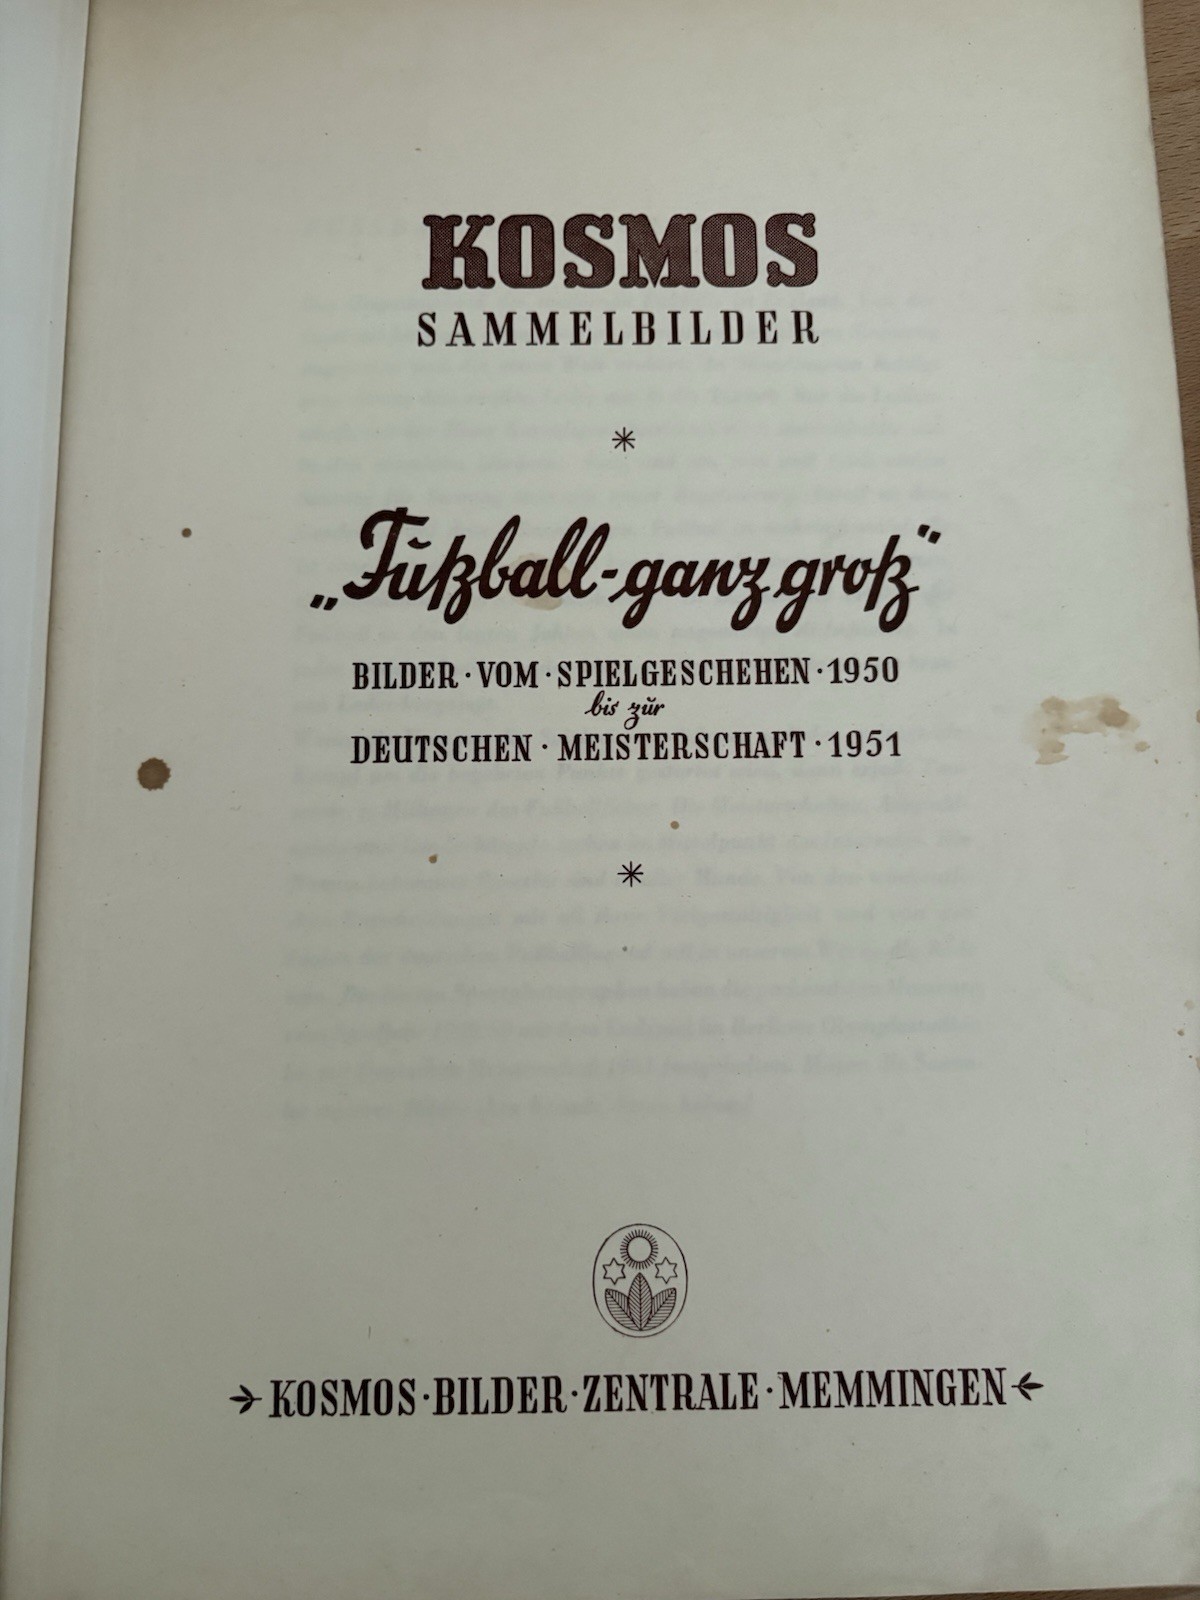 KOSMOS
SAMMELBILDER
„Fußball-ganz groß“
BILDER · VOM · SPIELGESCHEHEN · 1950
bis zur
DEUTSCHEN · MEISTERSCHAFT · 1951
KOSMOS · BILDER · ZENTRALE · MEMMINGEN